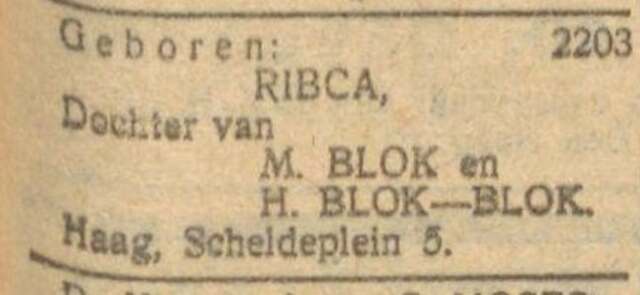 Geboren: 2203
RIBCA,
Dochter van
M. BLOK en
H. BLOK—BLOK.
Haag, Scheldeplein 5.